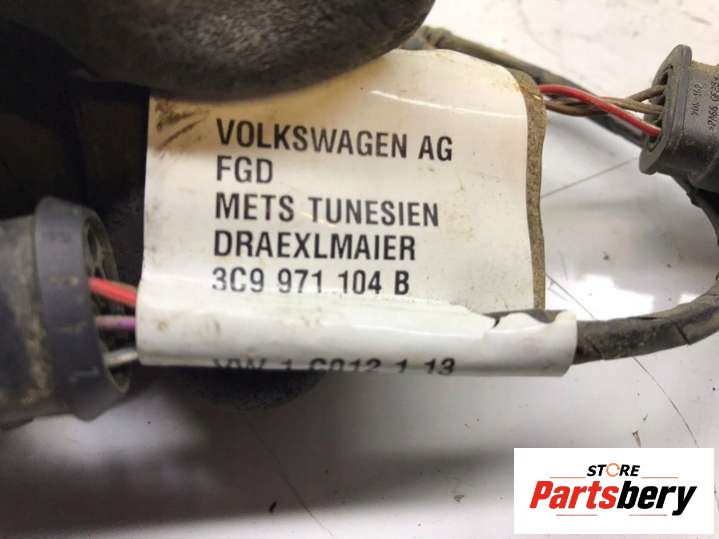 VOLKSWAGEN AG
FGD
METS TUNESIEN
DRAEXLMAIER
3C9 971 104 B
STORE
Partsbery